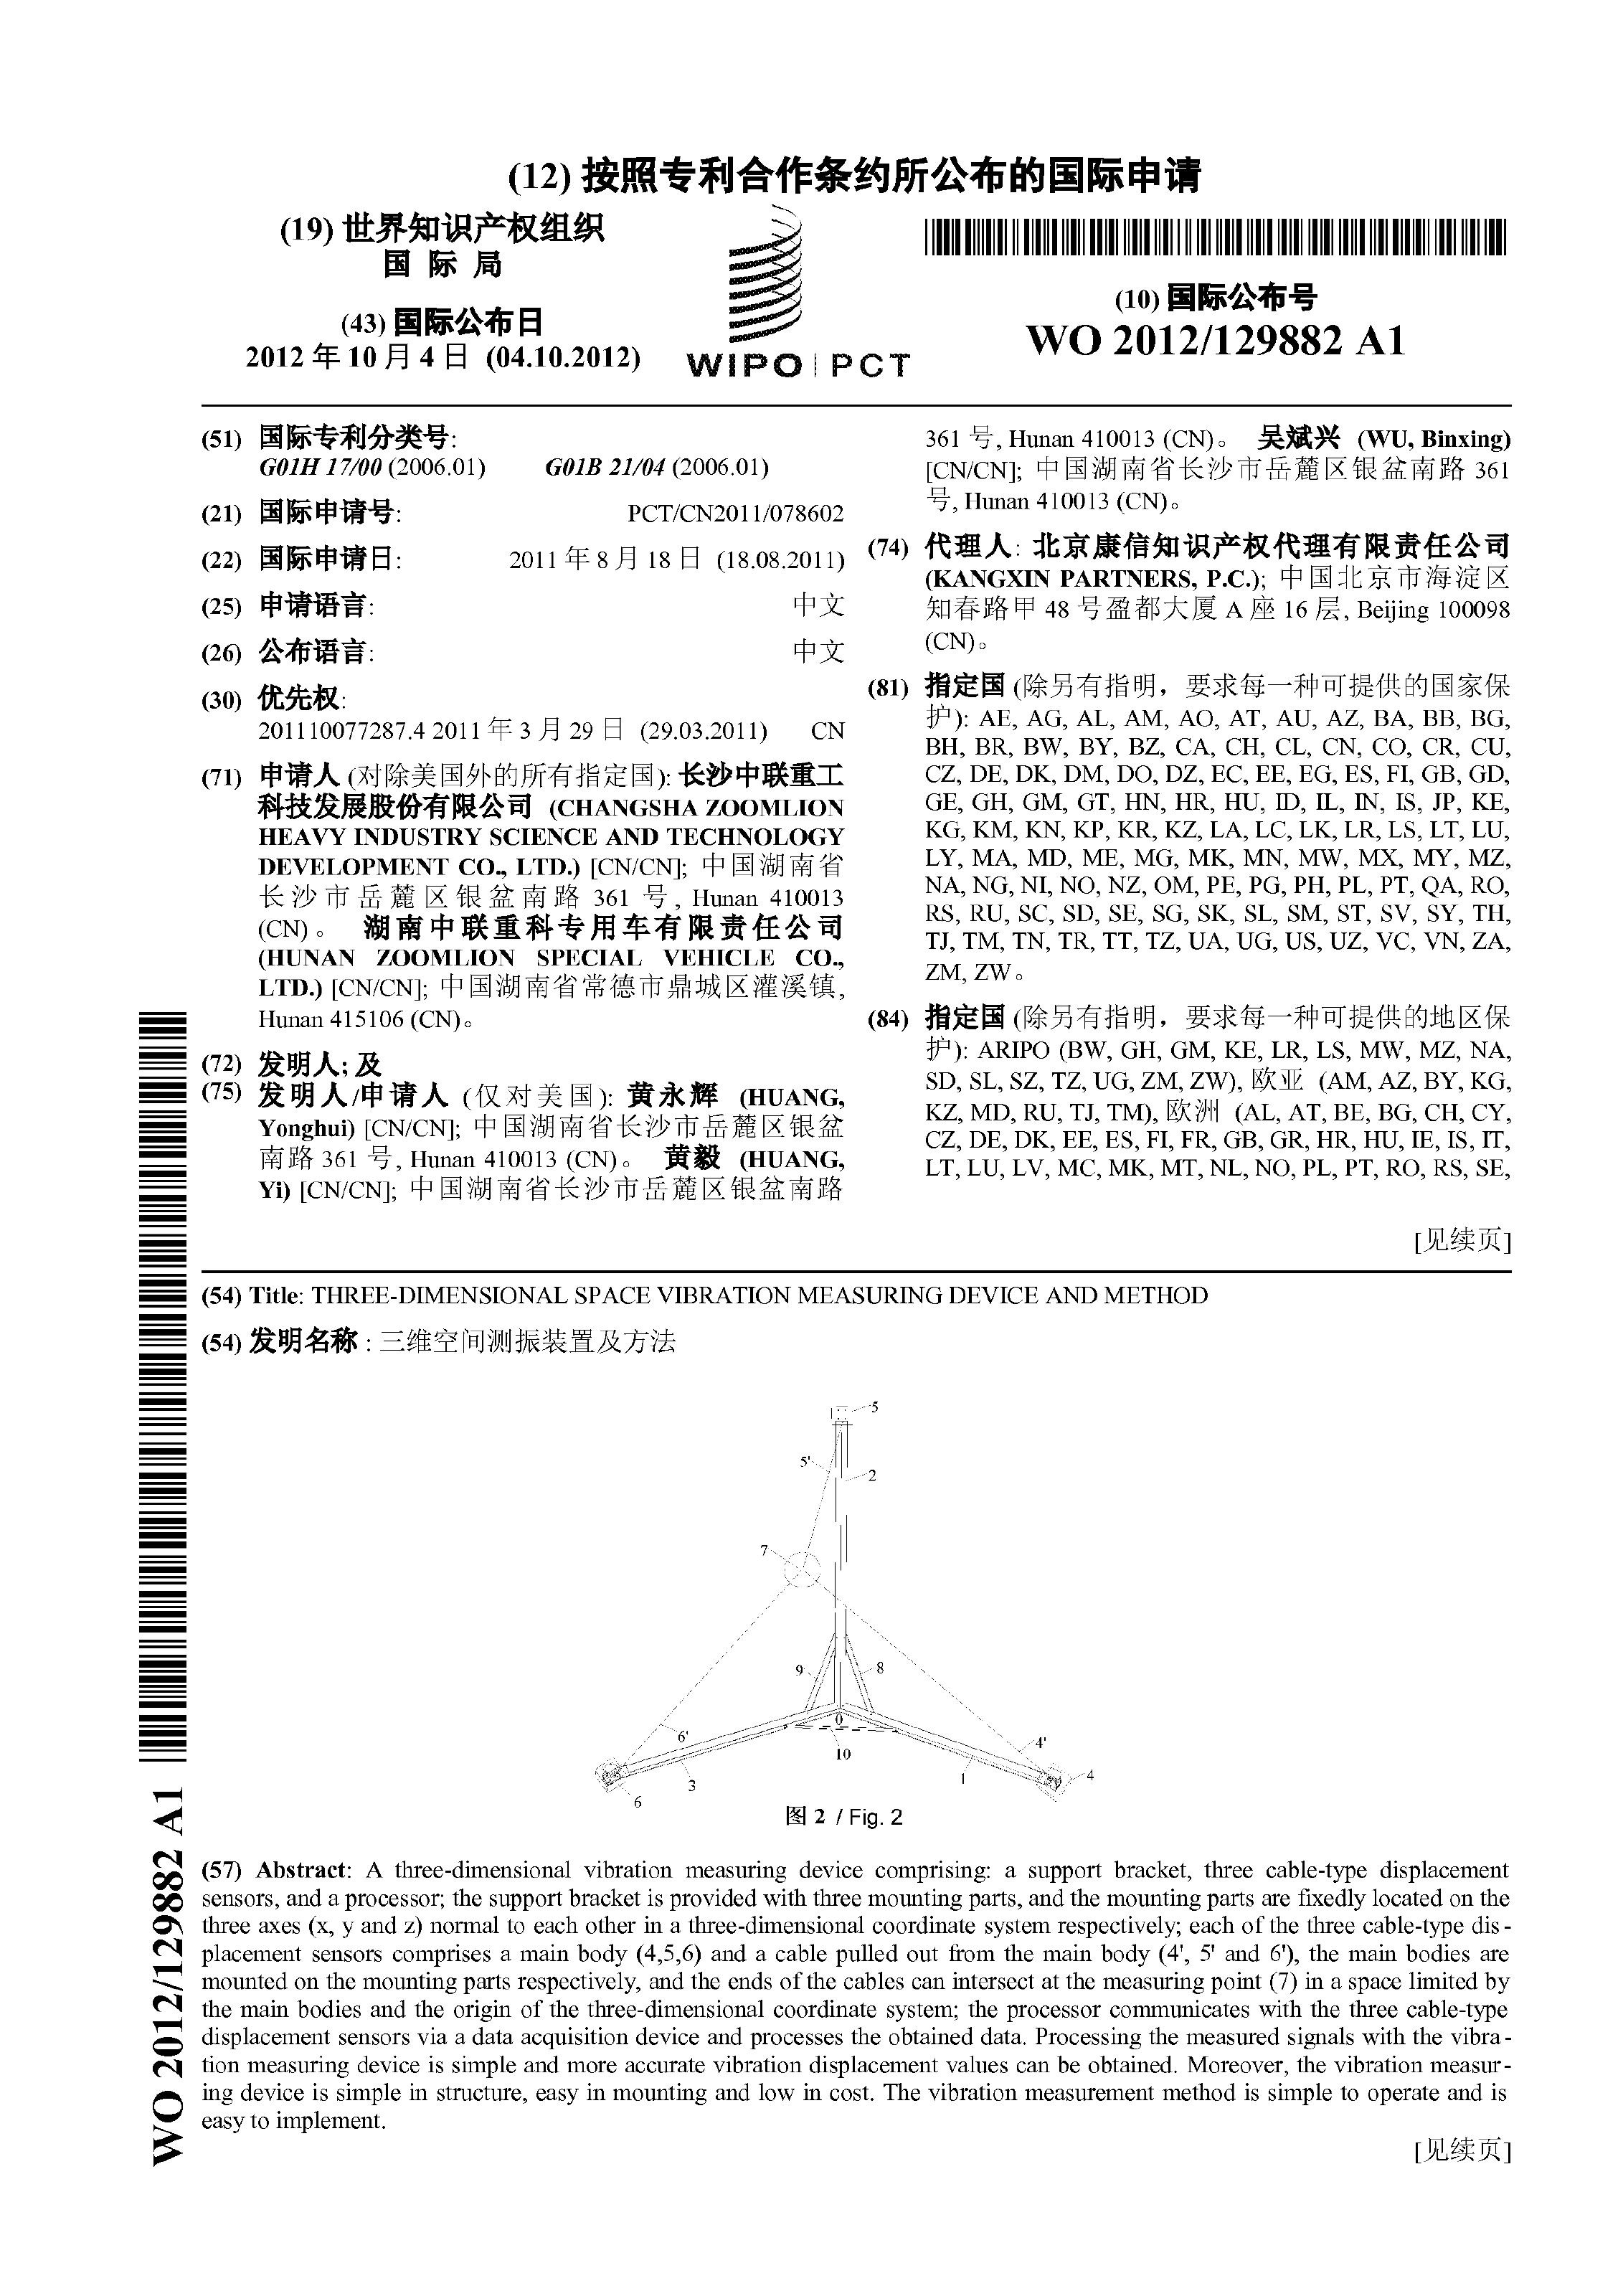 (12) 按照专利合作条约所公布的国际申请
(19) 世界知识产权组织
国 际 局
(43) 国际公布日
2012 年 10 月 4 日 (04.10.2012)
WIPO | PCT
(10) 国际公布号
WO 2012/129882 A1
(51) 国际专利分类号:
G01H 17/00 (2006.01) G01B 21/04 (2006.01)
(21) 国际申请号: PCT/CN2011/078602
(22) 国际申请日: 2011 年 8 月 18 日 (18.08.2011)
(25) 申请语言: 中文
(26) 公布语言: 中文
(30) 优先权:
201110077287.4 2011 年 3 月 29 日 (29.03.2011) CN
(71) 申请人 (对除美国外的所有指定国): 长沙中联重工
科技发展股份有限公司 (CHANGSHA ZOOMLION
HEAVY INDUSTRY SCIENCE AND TECHNOLOGY
DEVELOPMENT CO., LTD.) [CN/CN]; 中国湖南省
长沙市岳麓区银盆南路 361 号, Hunan 410013
(CN)。 湖南中联重科专用车有限责任公司
(HUNAN ZOOMLION SPECIAL VEHICLE CO.,
LTD.) [CN/CN]; 中国湖南省常德市鼎城区灌溪镇,
Hunan 415106 (CN)。
(72) 发明人; 及
(75) 发明人/申请人 (仅对美国): 黄永辉 (HUANG,
Yonghui) [CN/CN]; 中国湖南省长沙市岳麓区银盆
南路 361 号, Hunan 410013 (CN)。 黄毅 (HUANG,
Yi) [CN/CN]; 中国湖南省长沙市岳麓区银盆南路
361 号, Hunan 410013 (CN)。 吴斌兴 (WU, Binxing)
[CN/CN]; 中国湖南省长沙市岳麓区银盆南路 361
号, Hunan 410013 (CN)。
(74) 代理人: 北京康信知识产权代理有限责任公司
(KANGXIN PARTNERS, P.C.); 中国北京市海淀区
知春路甲 48 号盈都大厦 A 座 16 层, Beijing 100098
(CN)。
(81) 指定国 (除另有指明，要求每一种可提供的国家保
护): AE, AG, AL, AM, AO, AT, AU, AZ, BA, BB, BG,
BH, BR, BW, BY, BZ, CA, CH, CL, CN, CO, CR, CU,
CZ, DE, DK, DM, DO, DZ, EC, EE, EG, ES, FI, GB, GD,
GE, GH, GM, GT, HN, HR, HU, ID, IL, IN, IS, JP, KE,
KG, KM, KN, KP, KR, KZ, LA, LC, LK, LR, LS, LT, LU,
LY, MA, MD, ME, MG, MK, MN, MW, MX, MY, MZ,
NA, NG, NI, NO, NZ, OM, PE, PG, PH, PL, PT, QA, RO,
RS, RU, SC, SD, SE, SG, SK, SL, SM, ST, SV, SY, TH,
TJ, TM, TN, TR, TT, TZ, UA, UG, US, UZ, VC, VN, ZA,
ZM, ZW。
(84) 指定国 (除另有指明，要求每一种可提供的地区保
护): ARIPO (BW, GH, GM, KE, LR, LS, MW, MZ, NA,
SD, SL, SZ, TZ, UG, ZM, ZW), 欧亚 (AM, AZ, BY, KG,
KZ, MD, RU, TJ, TM), 欧洲 (AL, AT, BE, BG, CH, CY,
CZ, DE, DK, EE, ES, FI, FR, GB, GR, HR, HU, IE, IS, IT,
LT, LU, LV, MC, MK, MT, NL, NO, PL, PT, RO, RS, SE,
[见续页]
(54) Title: THREE-DIMENSIONAL SPACE VIBRATION MEASURING DEVICE AND METHOD
(54) 发明名称 : 三维空间测振装置及方法
5
5'
2
7
9
8
0
6'
4'
10
3
1
4
6
图 2 / Fig. 2
(57) Abstract: A three-dimensional vibration measuring device comprising: a support bracket, three cable-type displacement
sensors, and a processor; the support bracket is provided with three mounting parts, and the mounting parts are fixedly located on the
three axes (x, y and z) normal to each other in a three-dimensional coordinate system respectively; each of the three cable-type dis-
placement sensors comprises a main body (4,5,6) and a cable pulled out from the main body (4', 5' and 6'), the main bodies are
mounted on the mounting parts respectively, and the ends of the cables can intersect at the measuring point (7) in a space limited by
the main bodies and the origin of the three-dimensional coordinate system; the processor communicates with the three cable-type
displacement sensors via a data acquisition device and processes the obtained data. Processing the measured signals with the vibra-
tion measuring device is simple and more accurate vibration displacement values can be obtained. Moreover, the vibration measur-
ing device is simple in structure, easy in mounting and low in cost. The vibration measurement method is simple to operate and is
easy to implement.
[见续页]
WO 2012/129882 A1